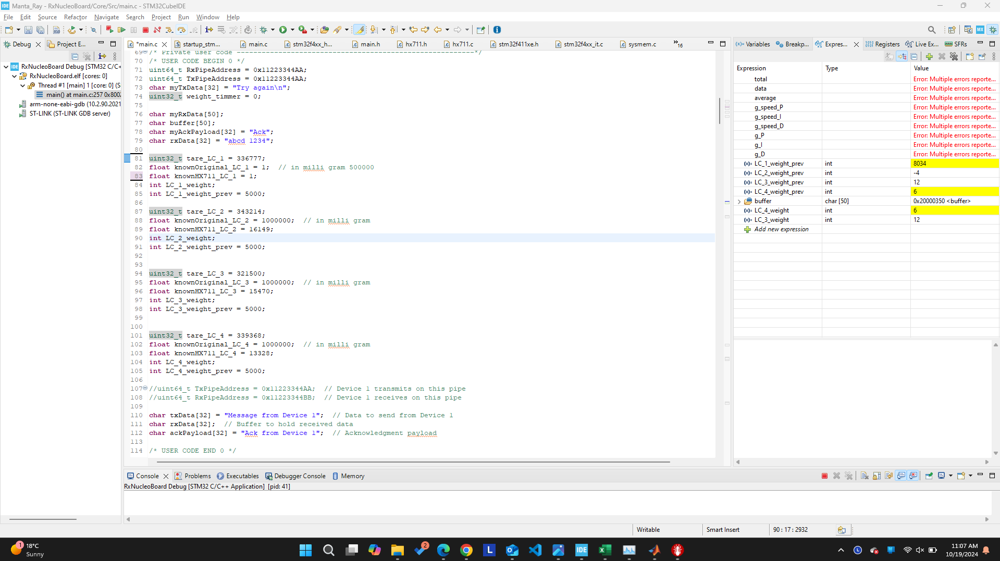 IDE Manta_Ray - RxNucleoBoard/Core/Src/main.c - STM32CubeIDE
File Edit Source Refactor Navigate Search Project Run Window Help
Debug Project E...
IDE RxNucleoBoard Debug [STM32 C/C+
RxNucleoBoard.elf [cores: 0]
Thread #1 [main] 1 [core: 0] (S
main() at main.c:257 0x8002
arm-none-eabi-gdb (10.2.90.2021
ST-LINK (ST-LINK GDB server)
*main.c startup_stm... main.c stm32f4xx_h... main.h hx711.h hx711.c stm32f411xe.h stm32f4xx_it.c sysmem.c »16
69 /* Private user code ---------------------------------------------------------*/
70 /* USER CODE BEGIN 0 */
71 uint64_t RxPipeAddress = 0x11223344AA;
72 uint64_t TxPipeAddress = 0x11223344AA;
73 char myTxData[32] = "Try again\n";
74 uint32_t weight_timmer = 0;
75
76 char myRxData[50];
77 char buffer[50];
78 char myAckPayload[32] = "Ack";
79 char rxData[32] = "abcd 1234";
80
81 uint32_t tare_LC_1 = 336777;
82 float knownOriginal_LC_1 = 1;  // in milli gram 500000
83 float knownHX711_LC_1 = 1;
84 int LC_1_weight;
85 int LC_1_weight_prev = 5000;
86
87 uint32_t tare_LC_2 = 343214;
88 float knownOriginal_LC_2 = 1000000;  // in milli gram
89 float knownHX711_LC_2 = 16149;
90 int LC_2_weight;
91 int LC_2_weight_prev = 5000;
92
93
94 uint32_t tare_LC_3 = 321500;
95 float knownOriginal_LC_3 = 1000000;  // in milli gram
96 float knownHX711_LC_3 = 15470;
97 int LC_3_weight;
98 int LC_3_weight_prev = 5000;
99
100
101 uint32_t tare_LC_4 = 339368;
102 float knownOriginal_LC_4 = 1000000;  // in milli gram
103 float knownHX711_LC_4 = 13328;
104 int LC_4_weight;
105 int LC_4_weight_prev = 5000;
106
107 //uint64_t TxPipeAddress = 0x11223344AA;  // Device 1 transmits on this pipe
108 //uint64_t RxPipeAddress = 0x11223344BB;  // Device 1 receives on this pipe
109
110 char txData[32] = "Message from Device 1";  // Data to send from Device 1
111 char rxData[32];  // Buffer to hold received data
112 char ackPayload[32] = "Ack from Device 1";  // Acknowledgment payload
113
114 /* USER CODE END 0 */
(x)= Variables Breakp... Expres... Registers Live Ex... SFRs
Expression Type Value
total Error: Multiple errors reporte...
data Error: Multiple errors reporte...
average Error: Multiple errors reporte...
g_speed_P Error: Multiple errors reporte...
g_speed_I Error: Multiple errors reporte...
g_speed_D Error: Multiple errors reporte...
g_P Error: Multiple errors reporte...
g_I Error: Multiple errors reporte...
g_D Error: Multiple errors reporte...
(x)= LC_1_weight_prev int 8034
(x)= LC_2_weight_prev int -4
(x)= LC_3_weight_prev int 12
(x)= LC_4_weight_prev int 6
buffer char [50] 0x20000350 <buffer>
(x)= LC_4_weight int 6
(x)= LC_3_weight int 12
Add new expression
Console Problems Executables Debugger Console Memory
RxNucleoBoard Debug [STM32 C/C++ Application] [pid: 41]
Writable Smart Insert 90 : 17 : 2932
1 18°C
Sunny
2
L
IDE
11:07 AM
10/19/2024